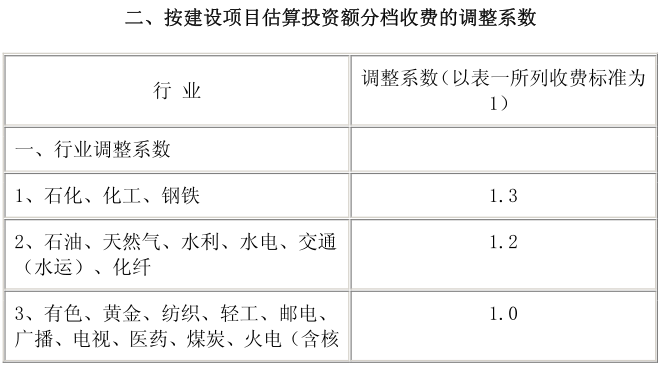 二、按建设项目估算投资额分档收费的调整系数
行 业
调整系数(以表一所列收费标准为
1)
一、行业调整系数
1、石化、化工、钢铁
1.3
2、石油、天然气、水利、水电、交通
(水运)、化纤
1.2
3、有色、黄金、纺织、轻工、邮电、
广播、电视、医药、煤炭、火电(含核
1.0